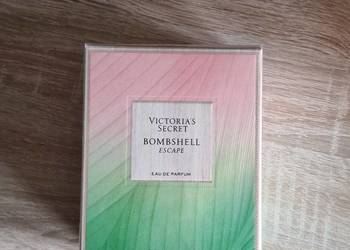 VICTORIA'S
SECRET
BOMBSHELL
ESCAPE
EAU DE PARFUM